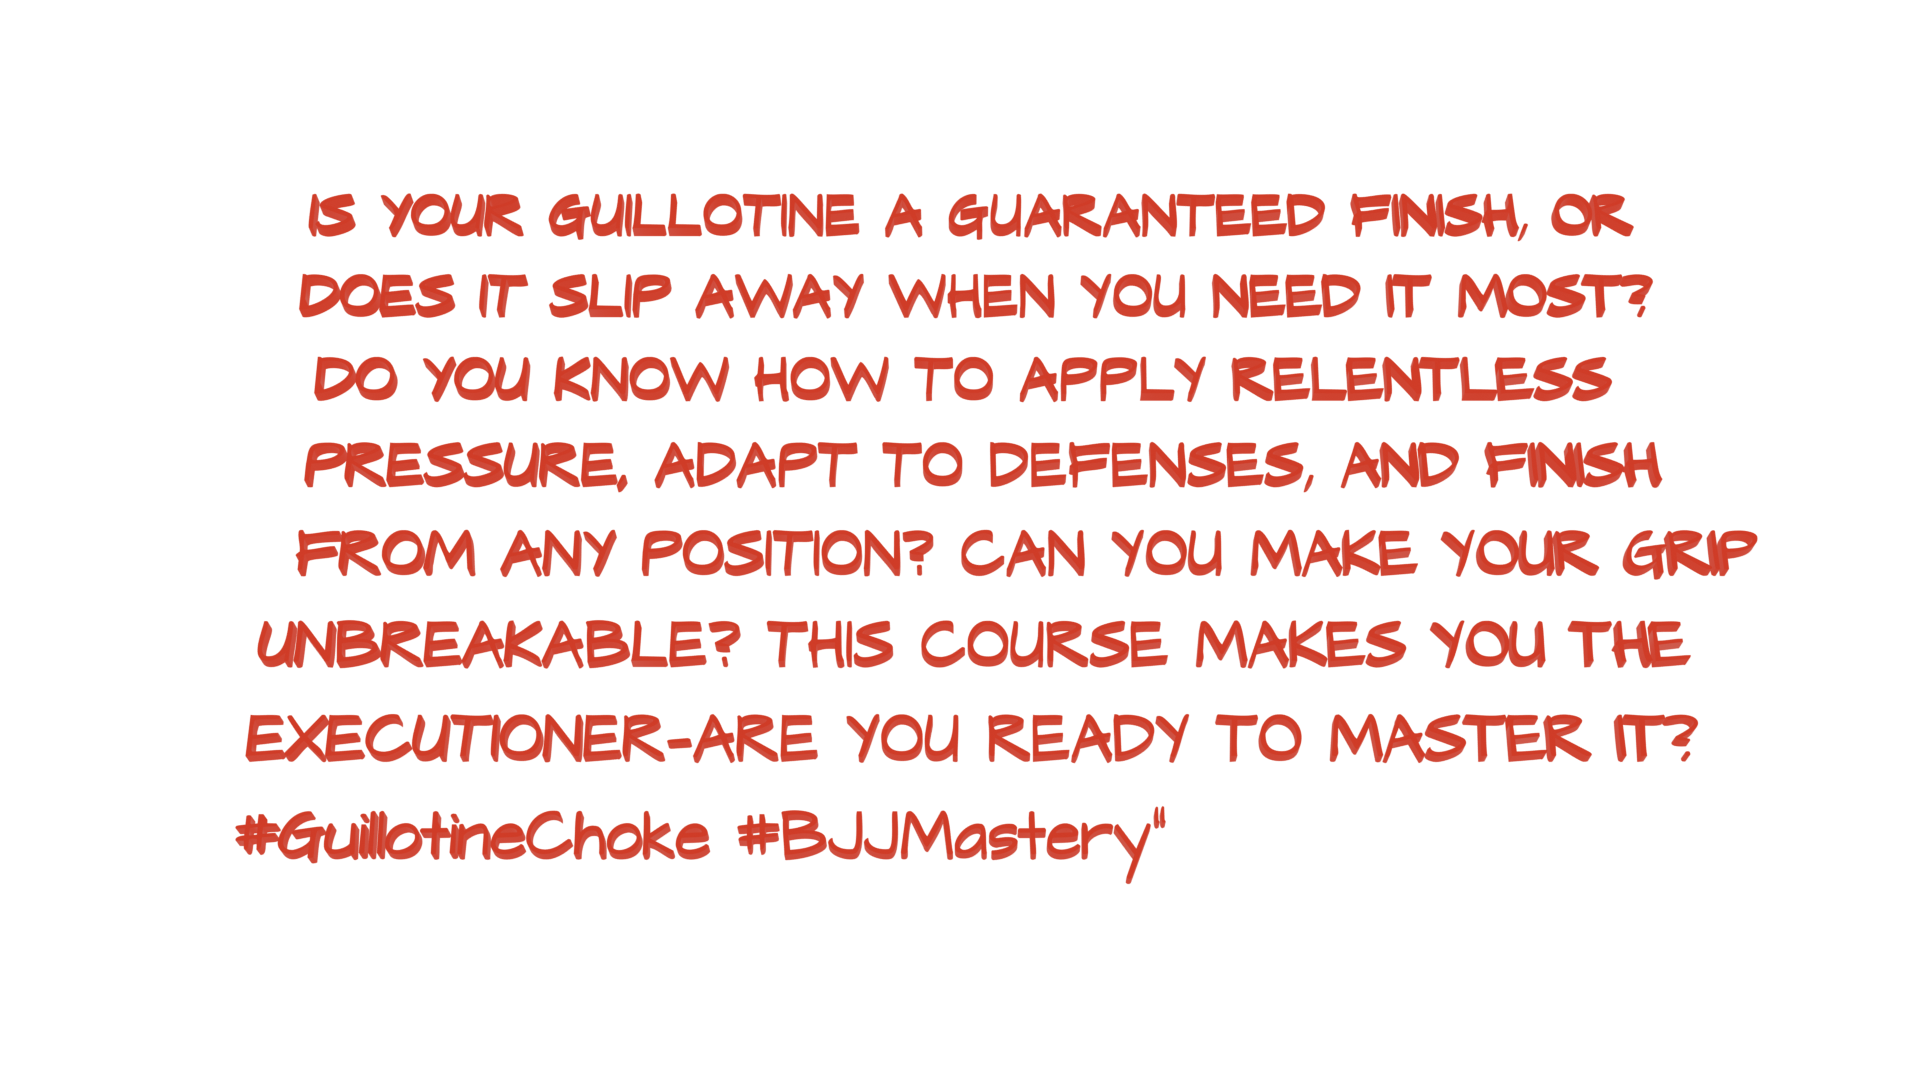 IS YOUR GUILLOTINE A GUARANTEED FINISH, OR
DOES IT SLIP AWAY WHEN YOU NEED IT MOST?
DO YOU KNOW HOW TO APPLY RELENTLESS
PRESSURE, ADAPT TO DEFENSES, AND FINISH
FROM ANY POSITION? CAN YOU MAKE YOUR GRIP
UNBREAKABLE? THIS COURSE MAKES YOU THE
EXECUTIONER-ARE YOU READY TO MASTER IT?
#GuillotineChoke #BJJMastery"